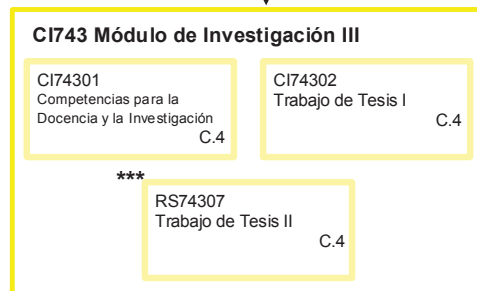 CI743 Módulo de Investigación III
CI74301
Competencias para la
Docencia y la Investigación
C.4
CI74302
Trabajo de Tesis I
C.4
***
RS74307
Trabajo de Tesis II
C.4